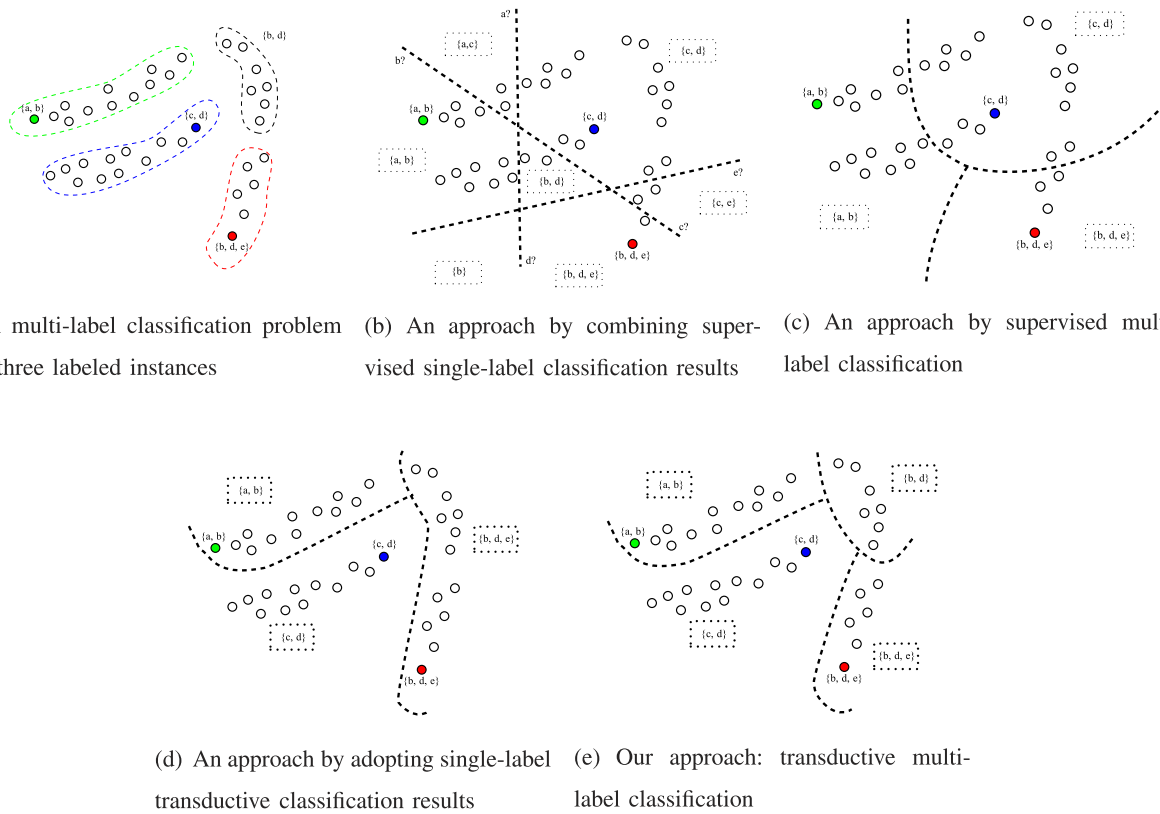 {b, d}
{a, b}
{c, d}
{b, d, e}
multi-label classification problem
three labeled instances
a?
{a,c}
b?
{c, d}
{a, b}
{c, d}
{a, b}
{b, d}
e?
{c, e}
c?
{b, d, e}
d?
{b}
{b, d, e}
(b) An approach by combining super-
vised single-label classification results
{c, d}
{a, b}
{c, d}
{a, b}
{b, d, e}
{b, d, e}
(c) An approach by supervised mul
label classification
{a, b}
{a, b}
{c, d}
{b, d, e}
{c, d}
{b, d, e}
(d) An approach by adopting single-label
transductive classification results
{a, b}
{b, d}
{a, b}
{c, d}
{c, d}
{b, d, e}
{b, d, e}
(e) Our approach: transductive multi-
label classification